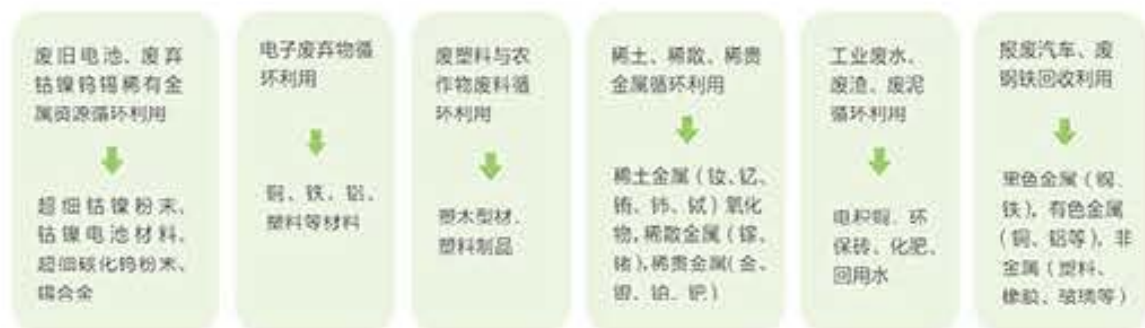 废旧电池、废弃
钴镍钨锡稀有金
属资源循环利用
超细钴镍粉末、
钴镍电池材料、
超细碳化钨粉末、
锡合金
电子废弃物循
环利用
铜、铁、铝、
塑料等材料
废塑料与农
作物废料循
环利用
塑木型材、
塑料制品
稀土、稀散、稀贵
金属循环利用
稀土金属(钕、钇、
铕、铈、铽)氧化
物,稀散金属(镓、
锗),稀贵金属(金、
银、铂、钯)
工业废水、
废渣、废泥
循环利用
电积铜、环
保砖、化肥、
回用水
报废汽车、废
钢铁回收利用
黑色金属(钢、
铁),有色金属
(铜、铝等),非
金属(塑料、
橡胶、玻璃等)